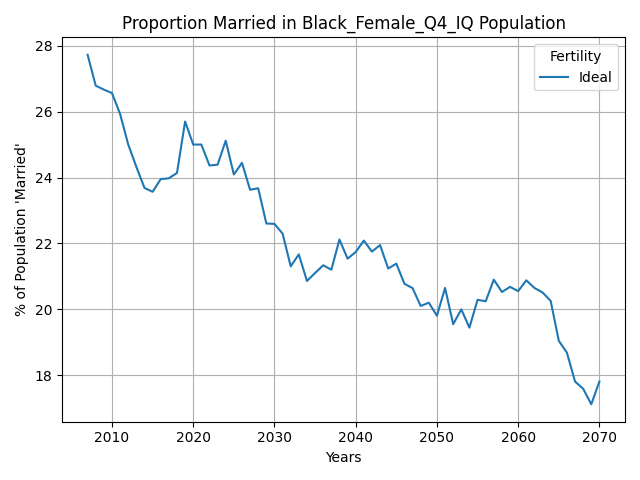 Proportion Married in Black_Female_Q4_IQ Population
Fertility
Ideal
% of Population 'Married'
28
26
24
22
20
18
2010 2020 2030 2040 2050 2060 2070
Years